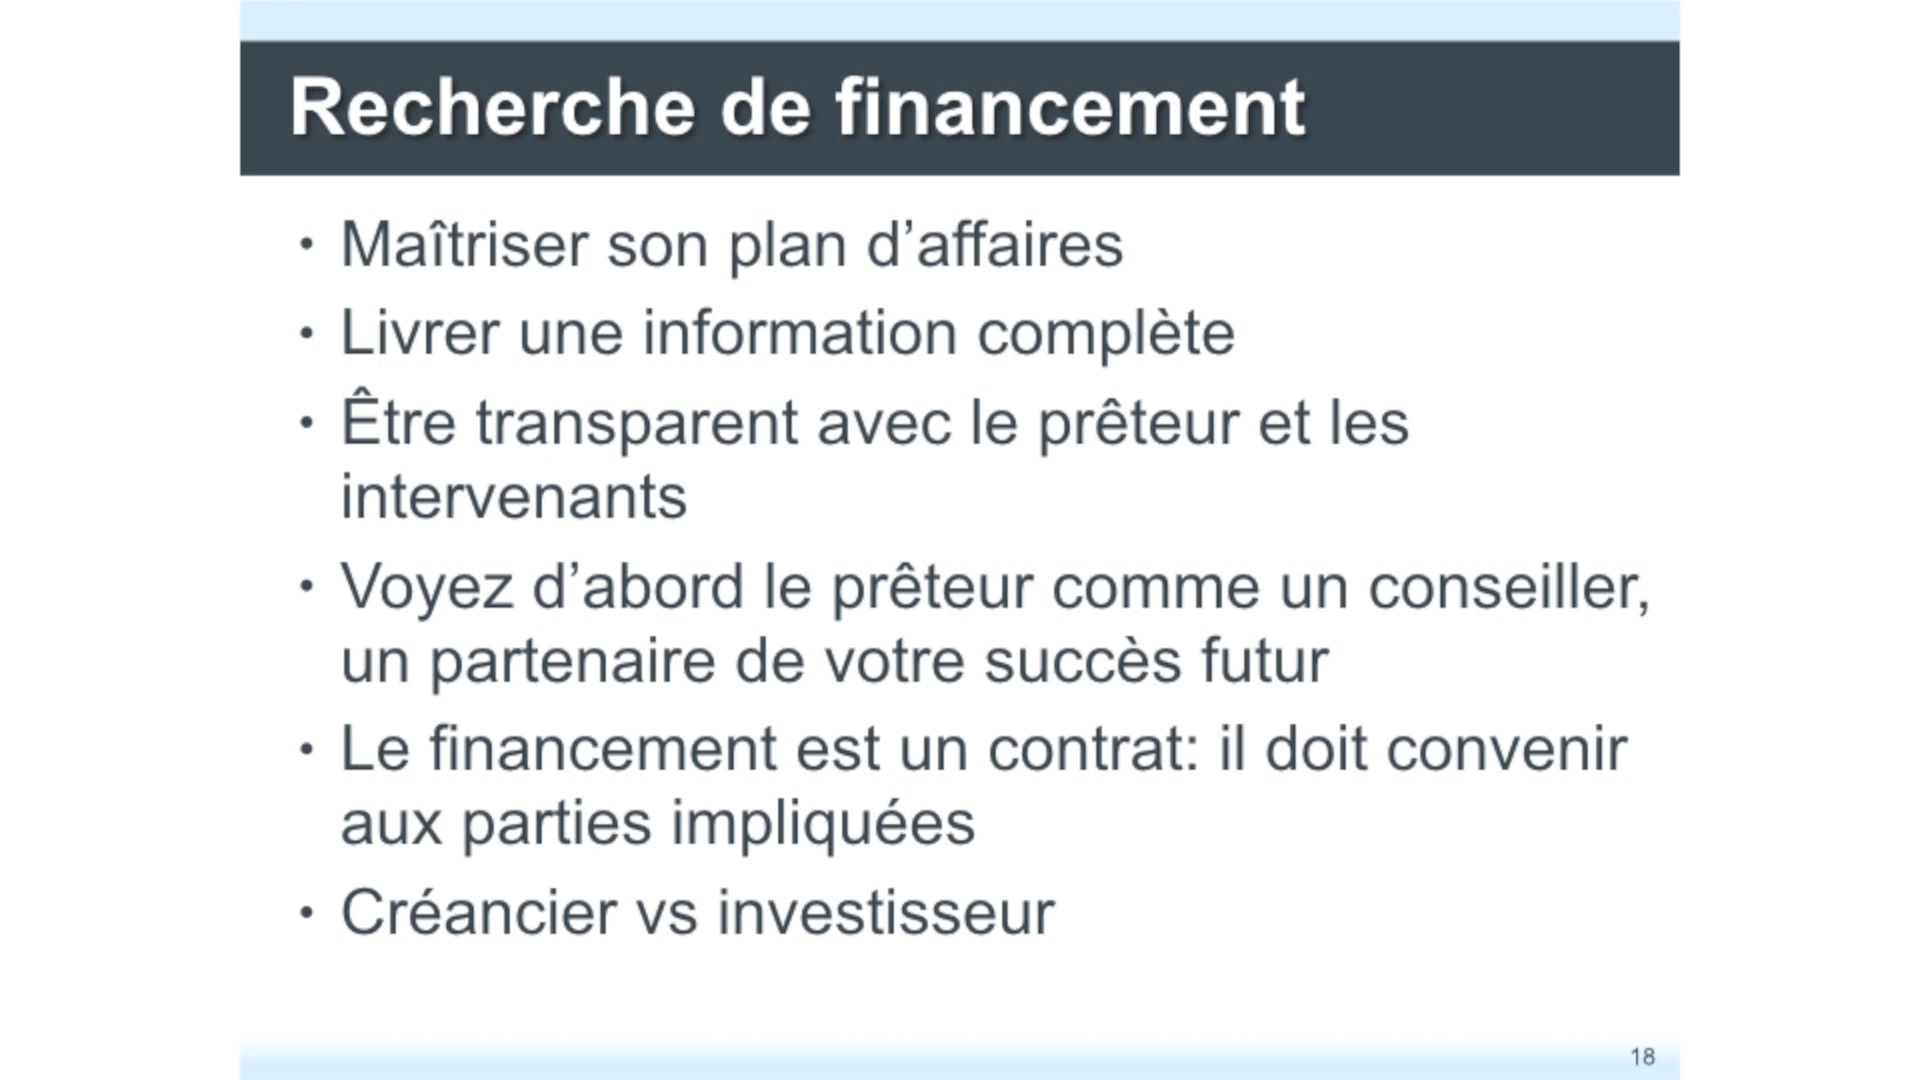 Recherche de financement
• Maîtriser son plan d’affaires
• Livrer une information complète
• Être transparent avec le prêteur et les
intervenants
• Voyez d’abord le prêteur comme un conseiller,
un partenaire de votre succès futur
• Le financement est un contrat: il doit convenir
aux parties impliquées
• Créancier vs investisseur
18